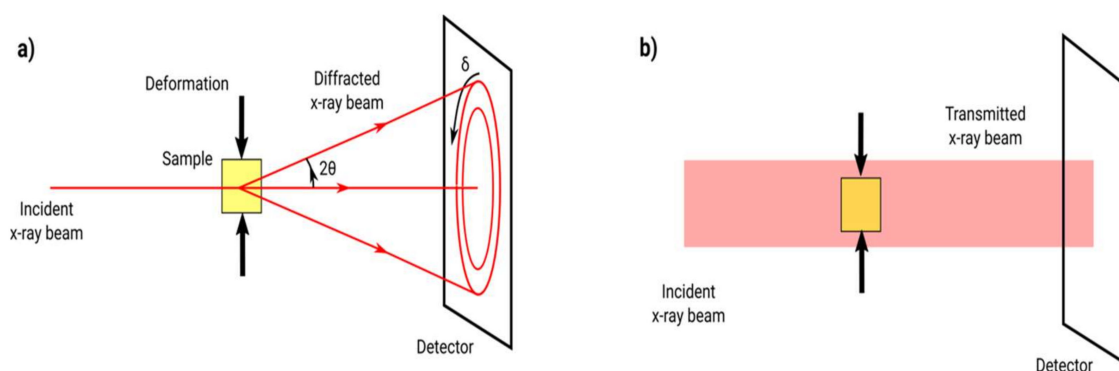 a)
Deformation
Sample
Incident
x-ray beam
Diffracted
x-ray beam
2θ
δ
Detector
b)
Transmitted
x-ray beam
Incident
x-ray beam
Detector